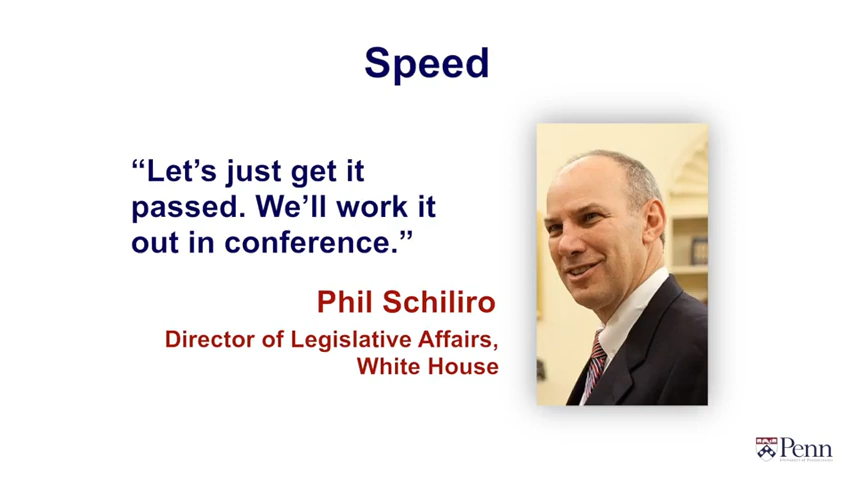 Speed
“Let’s just get it
passed. We’ll work it
out in conference.”
Phil Schiliro
Director of Legislative Affairs,
White House
Penn